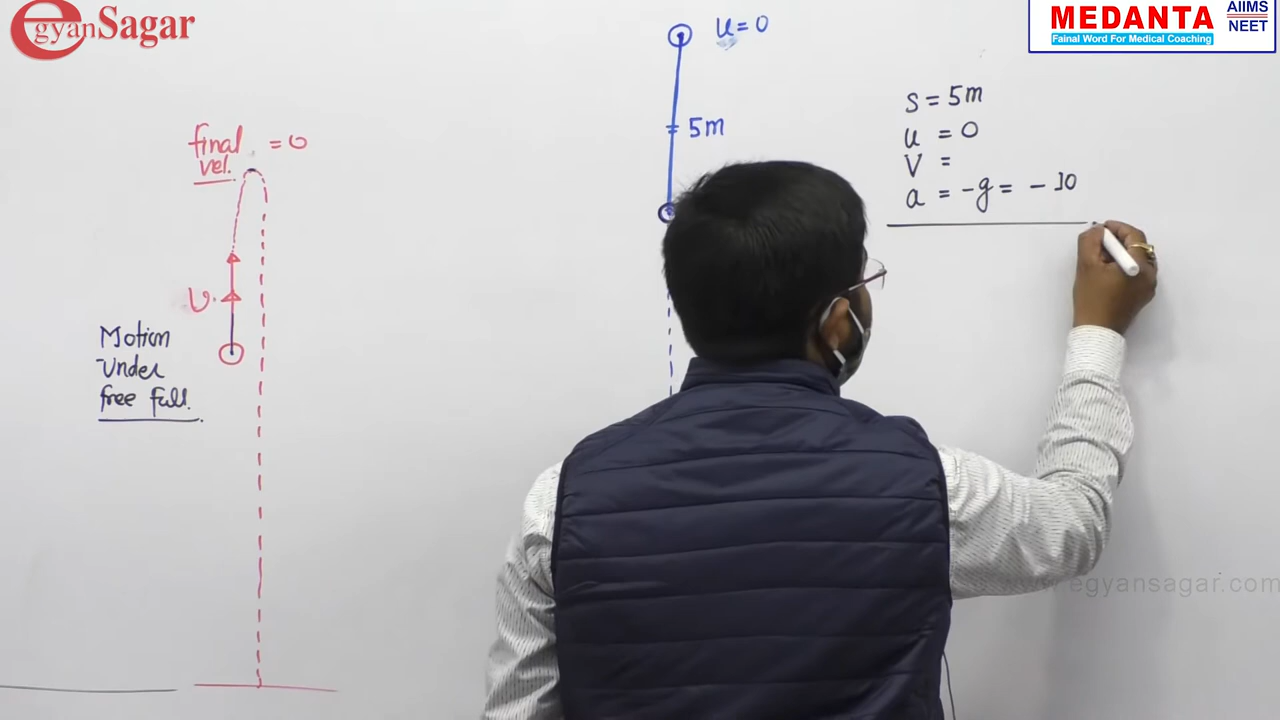 egyanSagar
MEDANTA
Fainal Word For Medical Coaching
AIIMS
NEET
u = 0
5m
final = 0
vel.
v
Motion
Under
free fall.
S = 5m
u = 0
V =
a = -g = - 10
www.egyansagar.com